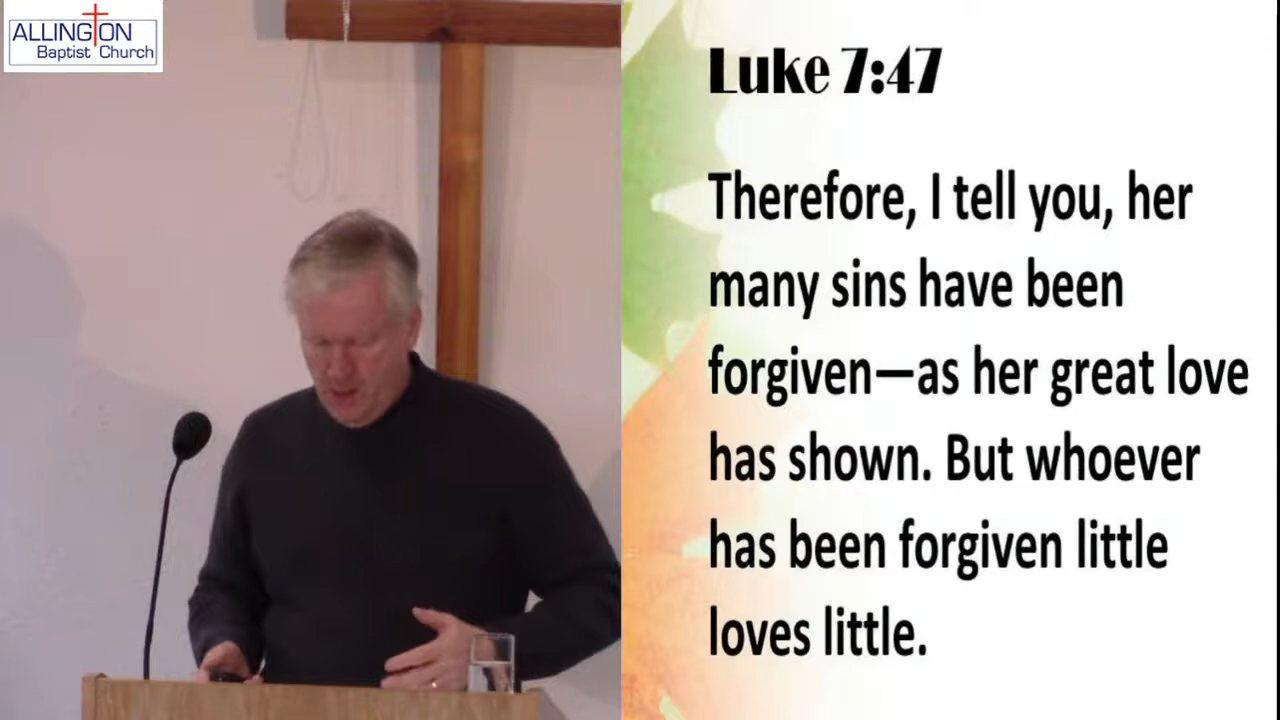 ALLINGTON
Baptist Church
Luke 7:47
Therefore, I tell you, her
many sins have been
forgiven—as her great love
has shown. But whoever
has been forgiven little
loves little.